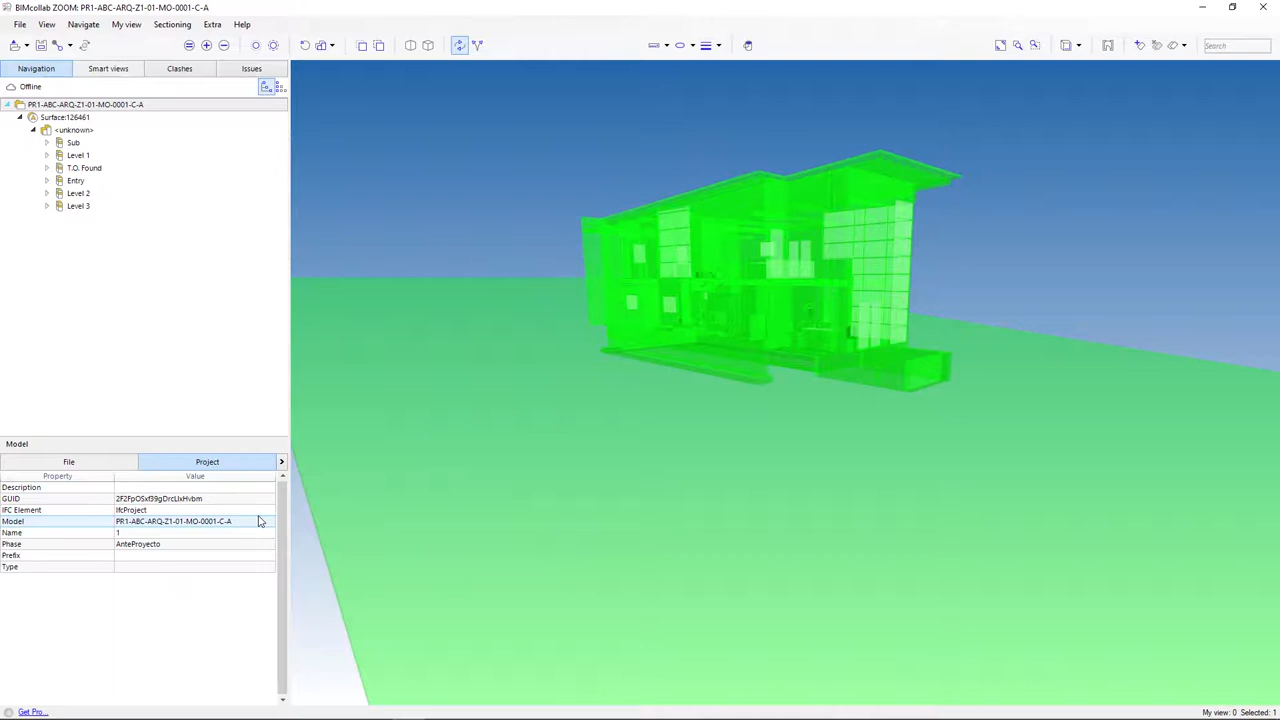 BIMcollab ZOOM: PR1-ABC-ARQ-Z1-01-MO-0001-C-A
File View Navigate My view Sectioning Extra Help
Search
Navigation Smart views Clashes Issues
Offline
PR1-ABC-ARQ-Z1-01-MO-0001-C-A
Surface:126461
<unknown>
Sub
Level 1
T.O. Found
Entry
Level 2
Level 3
Model
File Project >
Property Value
Description
GUID
IFC Element IfcProject
Model PR1-ABC-ARQ-Z1-01-MO-0001-C-A
Name 1
Phase AnteProyecto
Prefix
Type
Get Pro...
My view: 0 Selected: 1